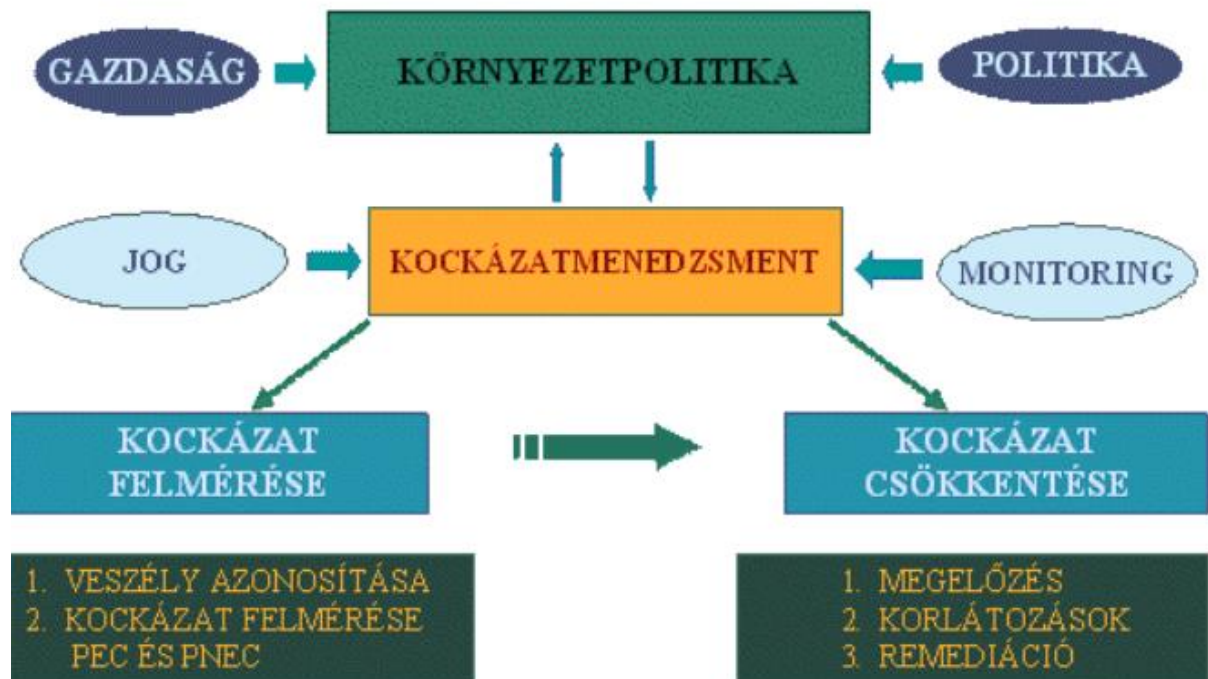 GAZDASÁG
KÖRNYEZETPOLITIKA
POLITIKA
JOG
KOCKÁZATMENEDZSMENT
MONITORING
KOCKÁZAT
FELMÉRÉSE
KOCKÁZAT
CSÖKKENTÉSE
1. VESZÉLY AZONOSÍTÁSA
2. KOCKÁZAT FELMÉRÉSE
PEC ÉS PNEC
1. MEGELŐZÉS
2. KORLÁTOZÁSOK
3. REMEDIÁCIÓ